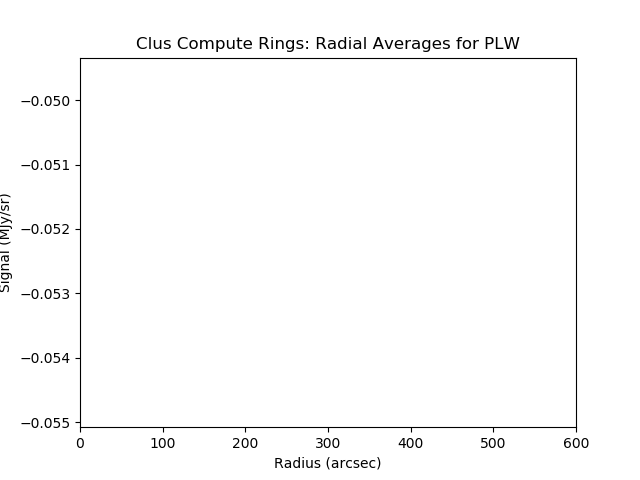 Clus Compute Rings: Radial Averages for PLW
Signal (MJy/sr)
−0.050
−0.051
−0.052
−0.053
−0.054
−0.055
0 100 200 300 400 500 600
Radius (arcsec)